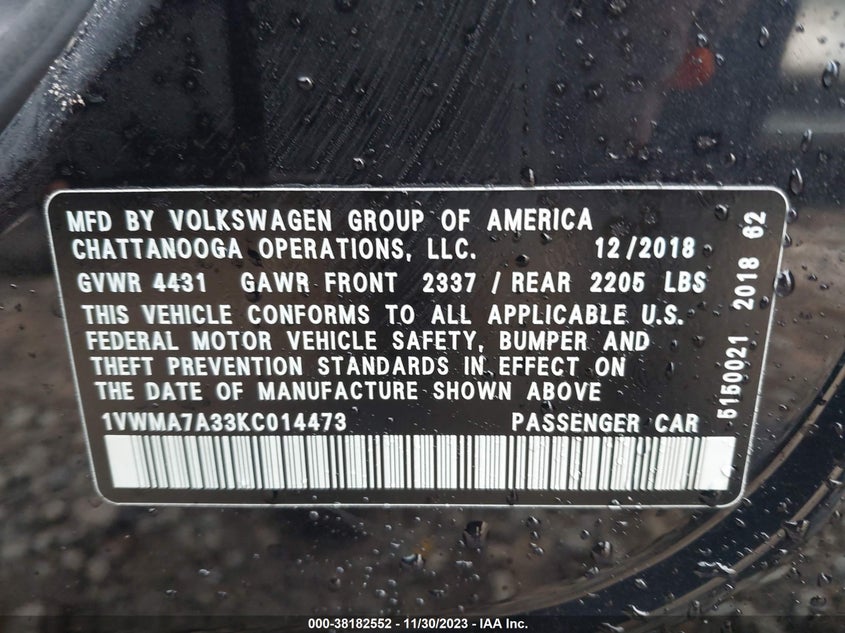 MFD BY VOLKSWAGEN GROUP OF AMERICA
CHATTANOOGA OPERATIONS, LLC. 12/2018
GVWR 4431 GAWR FRONT 2337 / REAR 2205 LBS
THIS VEHICLE CONFORMS TO ALL APPLICABLE U.S.
FEDERAL MOTOR VEHICLE SAFETY, BUMPER AND
THEFT PREVENTION STANDARDS IN EFFECT ON
THE DATE OF MANUFACTURE SHOWN ABOVE
1VWMA7A33KC014473 PASSENGER CAR
5150021 2018 62
000-38182552 - 11/30/2023 - IAA Inc.